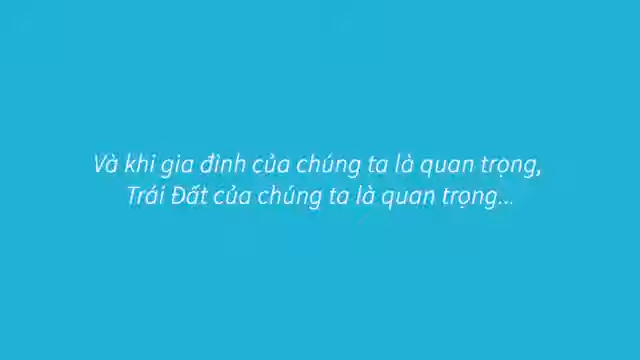 Và khi gia đình của chúng ta là quan trọng,
Trái Đất của chúng ta là quan trọng...